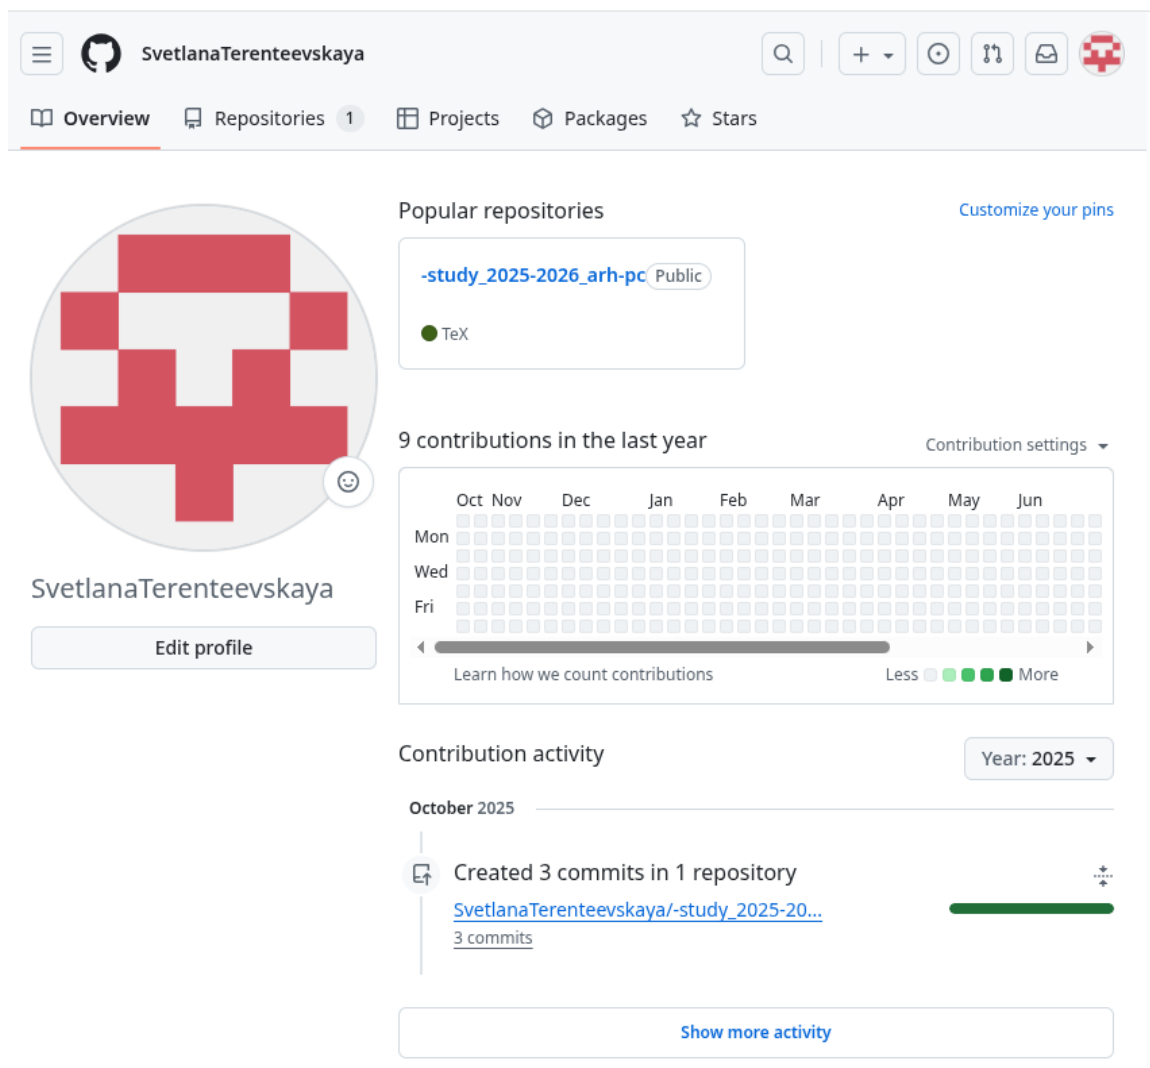 SvetlanaTerenteevskaya
Overview Repositories 1 Projects Packages Stars
Popular repositories Customize your pins
-study_2025-2026_arh-pc Public
TeX
9 contributions in the last year
Contribution settings
Oct Nov Dec Jan Feb Mar Apr May Jun
Mon
Wed
Fri
Learn how we count contributions Less More
SvetlanaTerenteevskaya
Edit profile
Contribution activity
Year: 2025
October 2025
Created 3 commits in 1 repository
SvetlanaTerenteevskaya/-study_2025-20...
3 commits
Show more activity